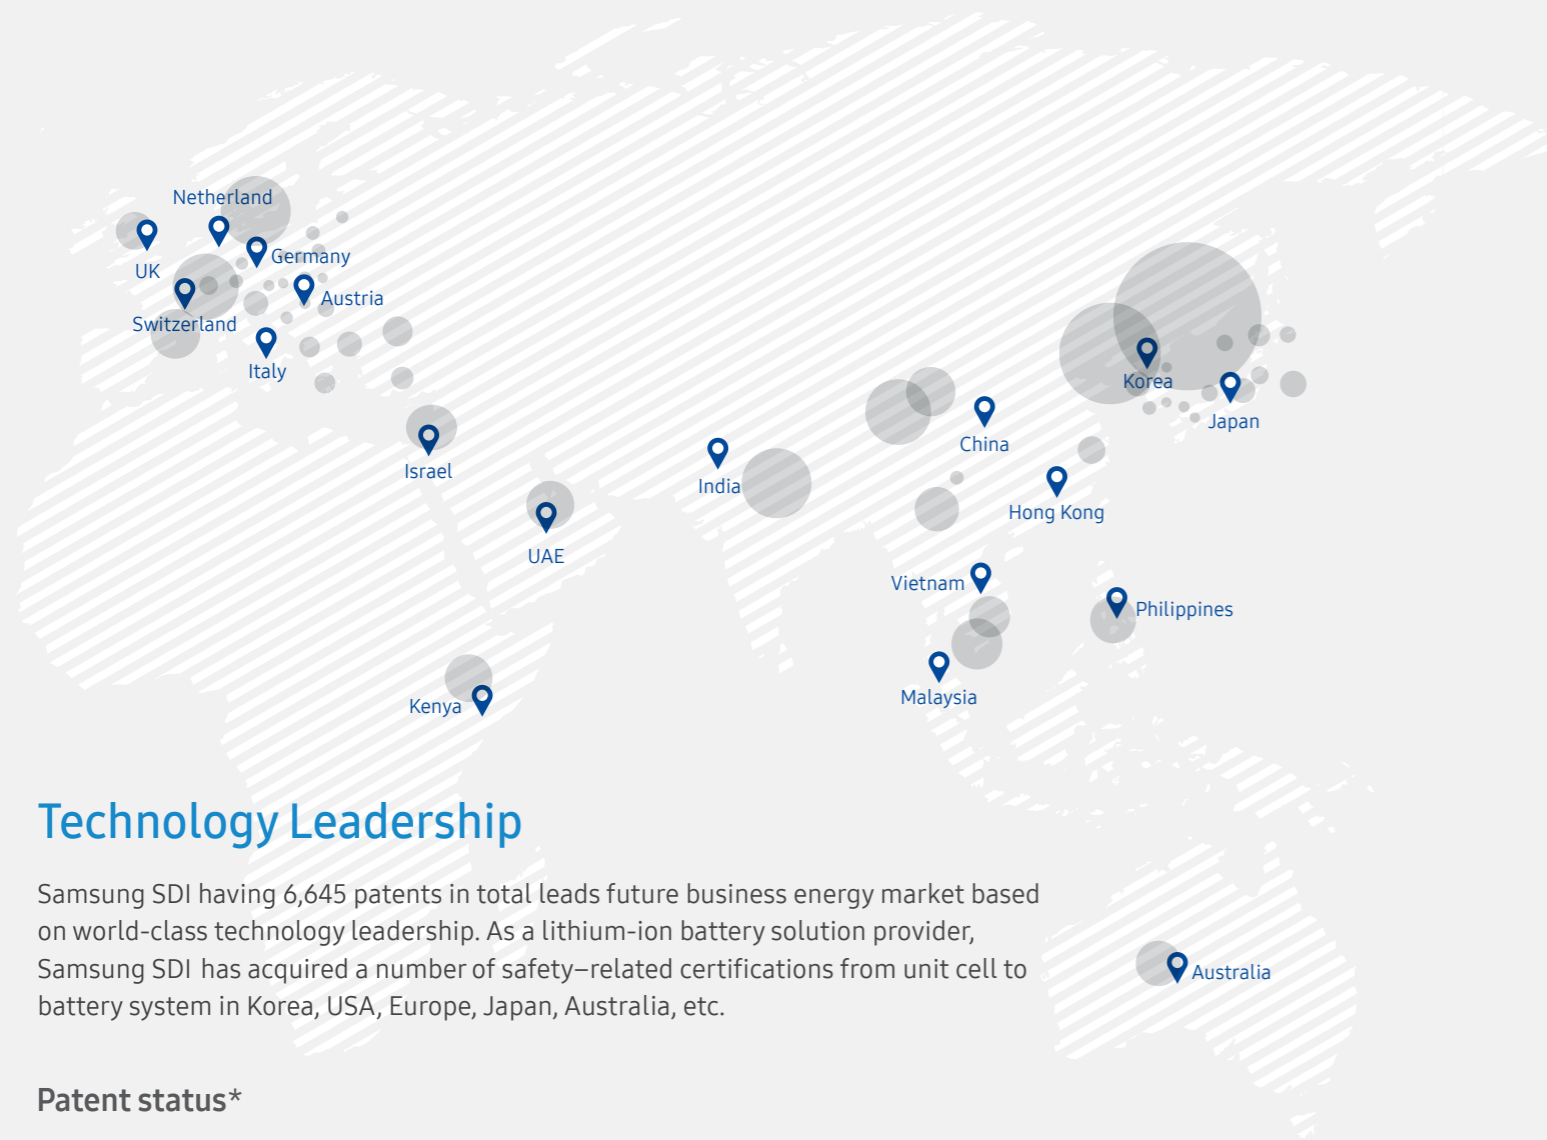 Netherland
UK
Germany
Switzerland
Austria
Italy
Korea
Japan
China
Israel
India
Hong Kong
UAE
Vietnam
Philippines
Malaysia
Kenya
Technology Leadership
Samsung SDI having 6,645 patents in total leads future business energy market based
on world-class technology leadership. As a lithium-ion battery solution provider,
Samsung SDI has acquired a number of safety–related certifications from unit cell to
battery system in Korea, USA, Europe, Japan, Australia, etc.
Australia
Patent status*